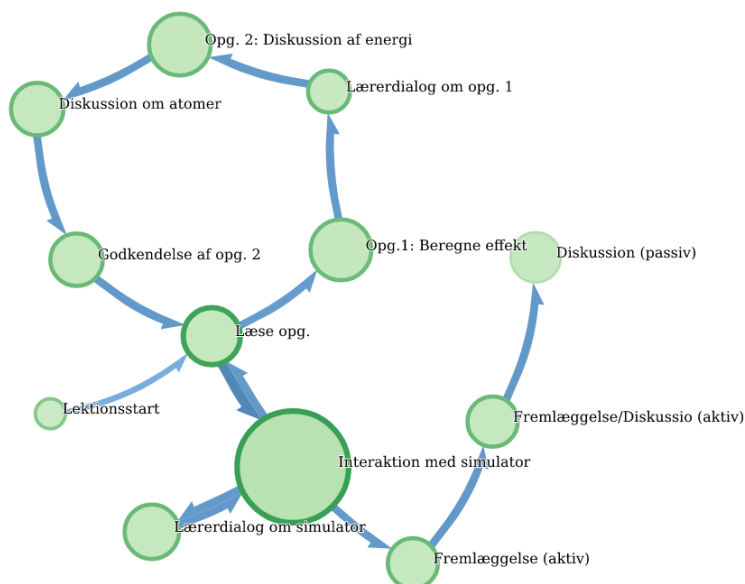 Opg. 2: Diskussion af energi
Lærerdialog om opg. 1
Diskussion om atomer
Opg.1: Beregne effekt
Godkendelse af opg. 2
Diskussion (passiv)
Læse opg.
Lektionsstart
Fremlæggelse/Diskussio (aktiv)
Interaktion med simulator
Lærerdialog om simulator
Fremlæggelse (aktiv)